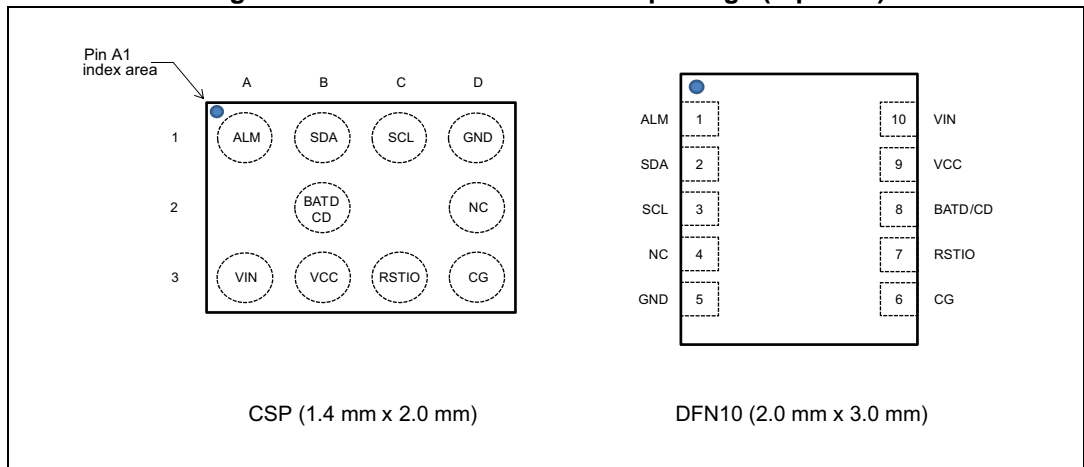 Pin A1
index area
A B C D
1 ALM SDA SCL GND
2 BATD
CD NC
3 VIN VCC RSTIO CG
CSP (1.4 mm x 2.0 mm)
ALM 1 10 VIN
SDA 2 9 VCC
SCL 3 8 BATD/CD
NC 4 7 RSTIO
GND 5 6 CG
DFN10 (2.0 mm x 3.0 mm)